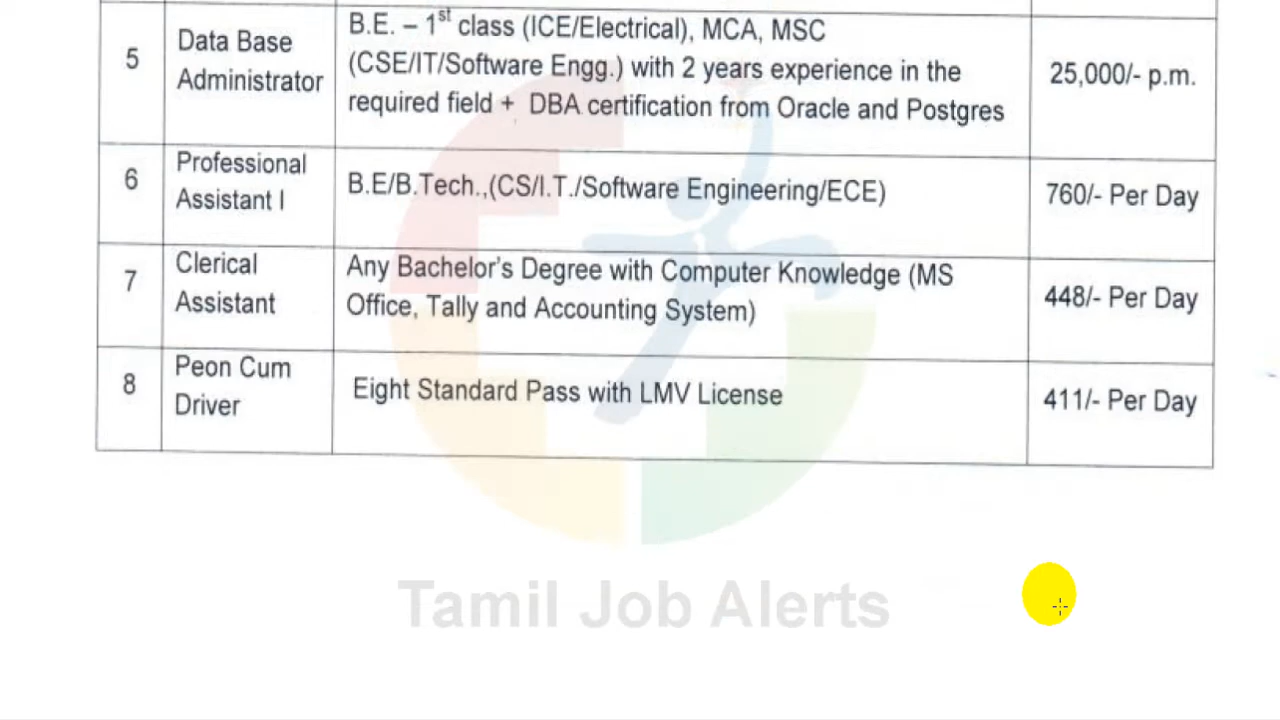 5
Data Base
Administrator
B.E. – 1st class (ICE/Electrical), MCA, MSC
(CSE/IT/Software Engg.) with 2 years experience in the
required field + DBA certification from Oracle and Postgres
25,000/- p.m.
6
Professional
Assistant I
B.E/B.Tech.,(CS/I.T./Software Engineering/ECE)
760/- Per Day
7
Clerical
Assistant
Any Bachelor's Degree with Computer Knowledge (MS
Office, Tally and Accounting System)
448/- Per Day
8
Peon Cum
Driver
Eight Standard Pass with LMV License
411/- Per Day
Tamil Job Alerts